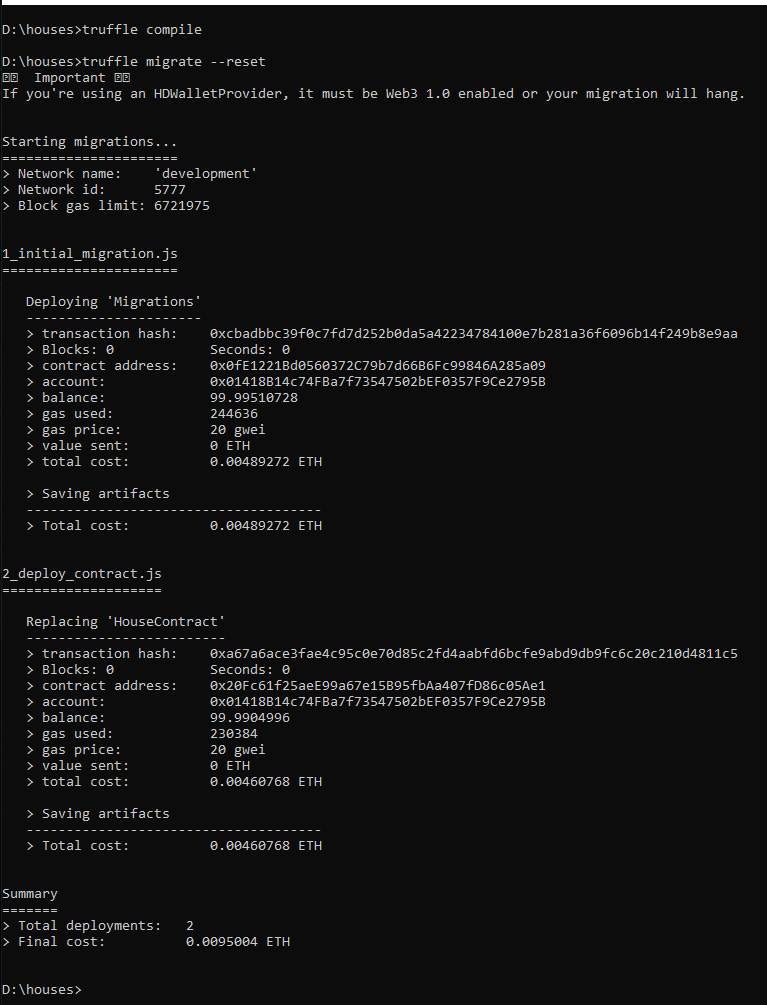 D:\houses>truffle compile
D:\houses>truffle migrate --reset
⍰⍰  Important ⍰⍰
If you're using an HDWalletProvider, it must be Web3 1.0 enabled or your migration will hang.
Starting migrations...
======================
> Network name:    'development'
> Network id:      5777
> Block gas limit: 6721975
1_initial_migration.js
======================
Deploying 'Migrations'
----------------------
> transaction hash:    0xcbadbbc39f0c7fd7d252b0da5a42234784100e7b281a36f6096b14f249b8e9aa
> Blocks: 0            Seconds: 0
> contract address:    0x0fE1221Bd0560372C79b7d66B6Fc99846A285a09
> account:             0x01418B14c74FBa7f73547502bEF0357F9Ce2795B
> balance:             99.99510728
> gas used:            244636
> gas price:           20 gwei
> value sent:          0 ETH
> total cost:          0.00489272 ETH
> Saving artifacts
-------------------------------------
> Total cost:          0.00489272 ETH
2_deploy_contract.js
====================
Replacing 'HouseContract'
-------------------------
> transaction hash:    0xa67a6ace3fae4c95c0e70d85c2fd4aabfd6bcfe9abd9db9fc6c20c210d4811c5
> Blocks: 0            Seconds: 0
> contract address:    0x20Fc61f25aeE99a67e15B95fbAa407fD86c05Ae1
> account:             0x01418B14c74FBa7f73547502bEF0357F9Ce2795B
> balance:             99.9904996
> gas used:            230384
> gas price:           20 gwei
> value sent:          0 ETH
> total cost:          0.00460768 ETH
> Saving artifacts
-------------------------------------
> Total cost:          0.00460768 ETH
Summary
=======
> Total deployments:   2
> Final cost:          0.0095004 ETH
D:\houses>